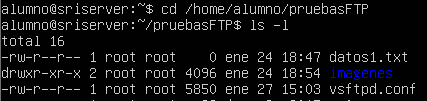 alumno@sriserver:~$ cd /home/alumno/pruebasFTP
alumno@sriserver:~/pruebasFTP$ ls -l
total 16
-rw-r--r-- 1 root root    0 ene 24 18:47 datos1.txt
drwxr-xr-x 2 root root 4096 ene 24 18:54 imagenes
-rw-r--r-- 1 root root 5850 ene 27 15:03 vsftpd.conf